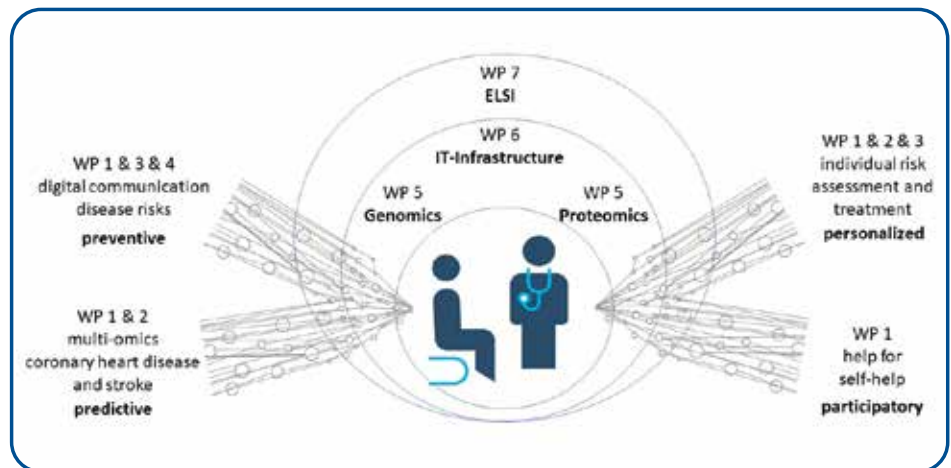 WP 7
ELSI
WP 6
IT-Infrastructure
WP 5
Genomics
WP 5
Proteomics
WP 1 & 3 & 4
digital communication
disease risks
preventive
WP 1 & 2
multi-omics
coronary heart disease
and stroke
predictive
WP 1 & 2 & 3
individual risk
assessment and
treatment
personalized
WP 1
help for
self-help
participatory